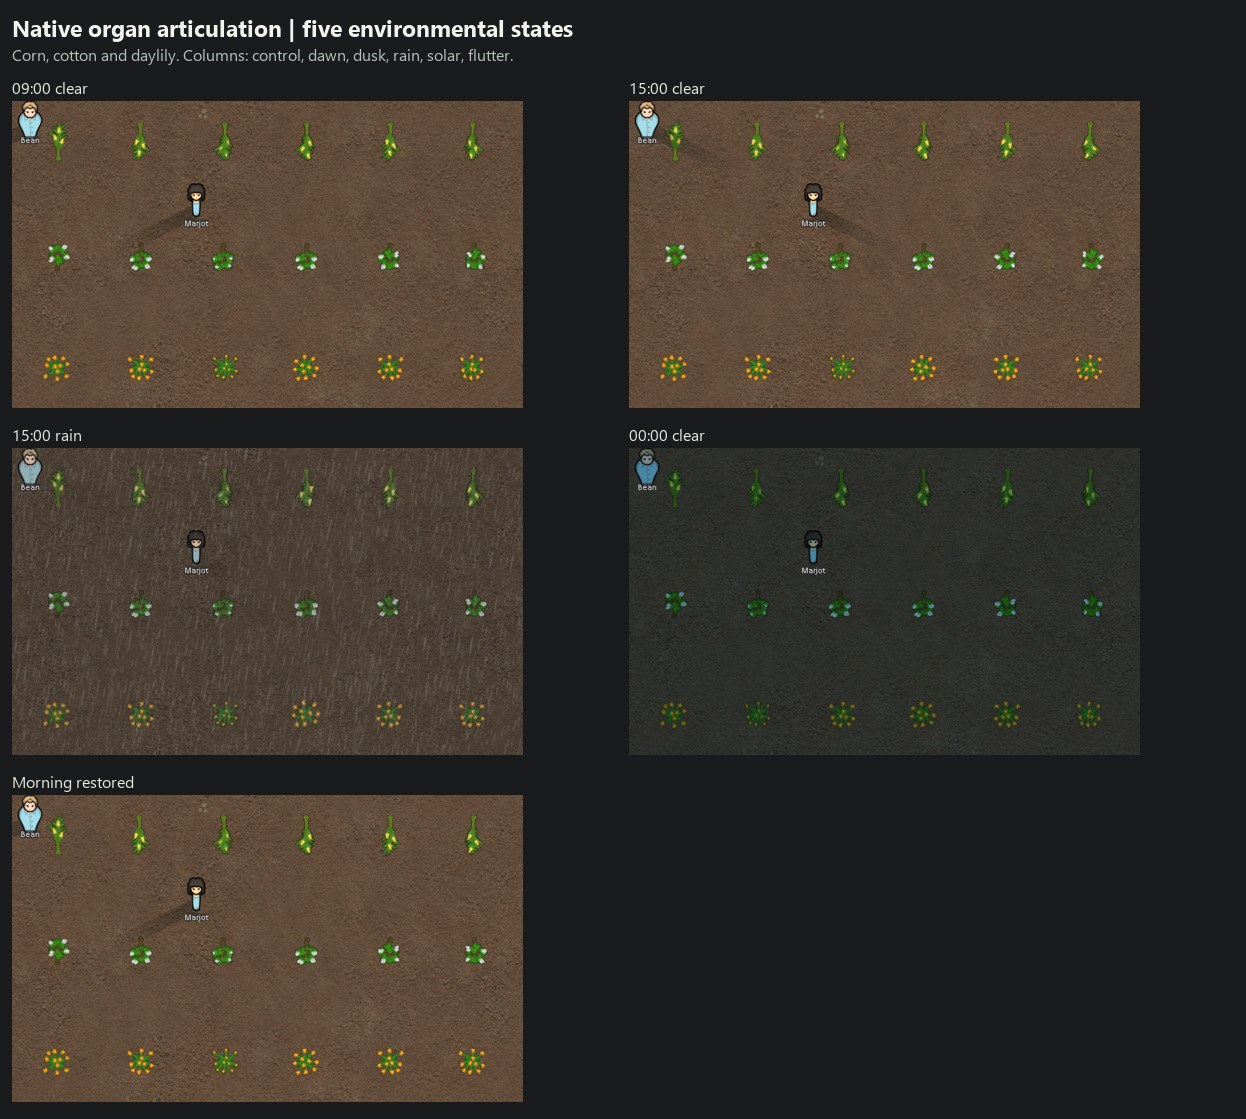 Native organ articulation | five environmental states
Corn, cotton and daylily. Columns: control, dawn, dusk, rain, solar, flutter.
09:00 clear
15:00 clear
Bean
Marjot
Bean
Marjot
15:00 rain
00:00 clear
Bean
Marjot
Bean
Marjot
Morning restored
Bean
Marjot